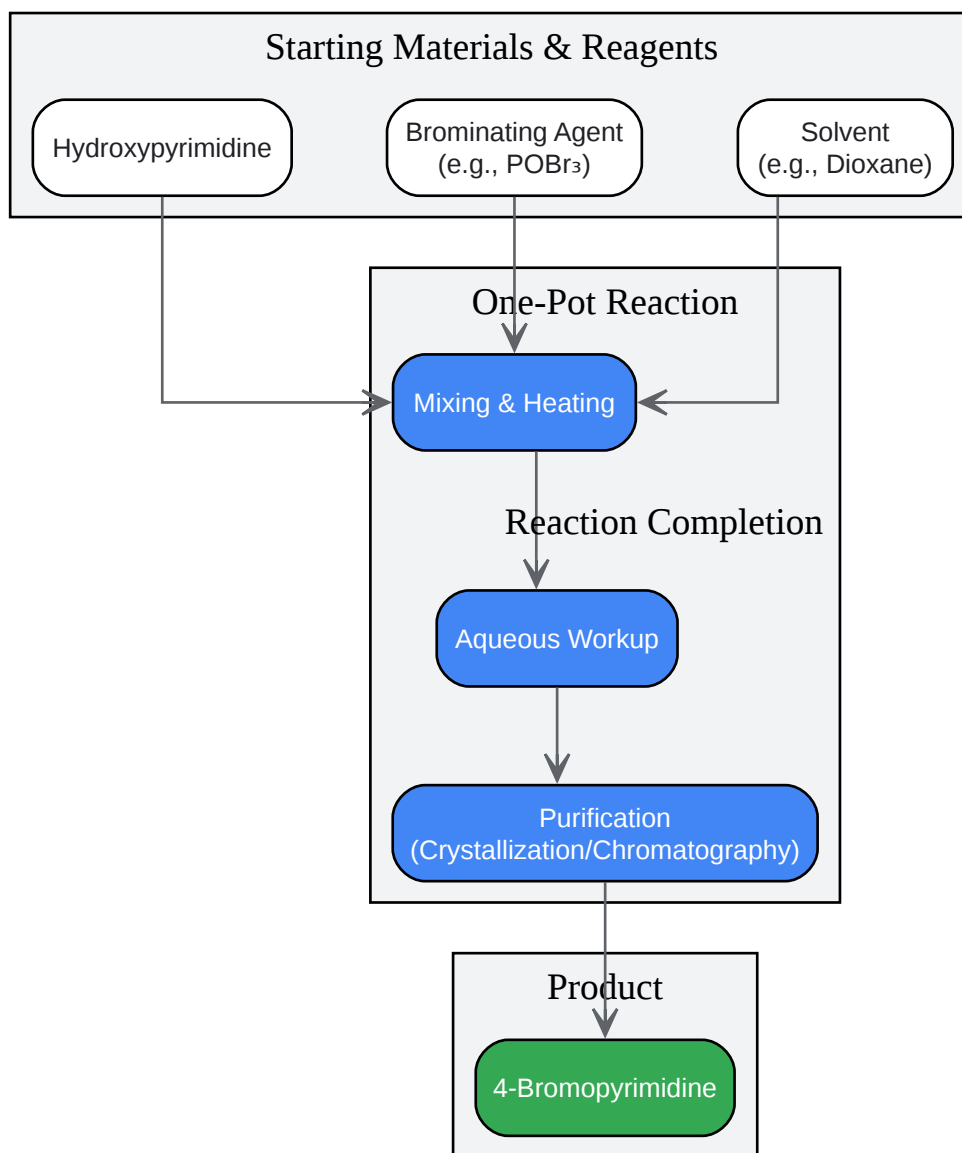 Starting Materials & Reagents
Hydroxypyrimidine
Brominating Agent
(e.g., POBr₃)
Solvent
(e.g., Dioxane)
One-Pot Reaction
Mixing & Heating
Reaction Completion
Aqueous Workup
Purification
(Crystallization/Chromatography)
Product
4-Bromopyrimidine